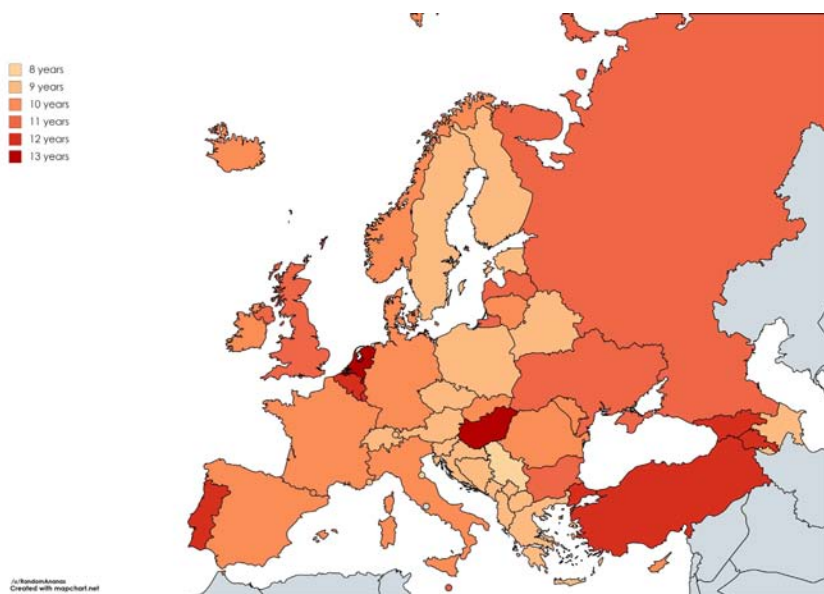 8 years
9 years
10 years
11 years
12 years
13 years
/u/RandomAnanas
Created with mapchart.net